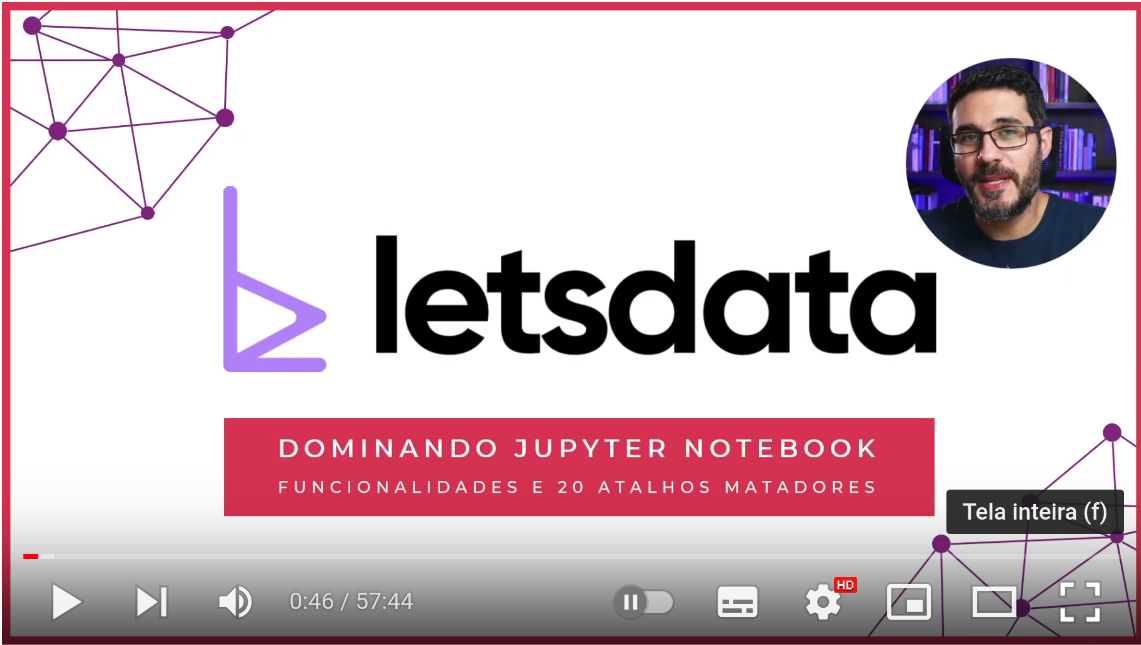 letsdata
DOMINANDO JUPYTER NOTEBOOK
FUNCIONALIDADES E 20 ATALHOS MATADORES
Tela inteira (f)
0:46 / 57:44
HD